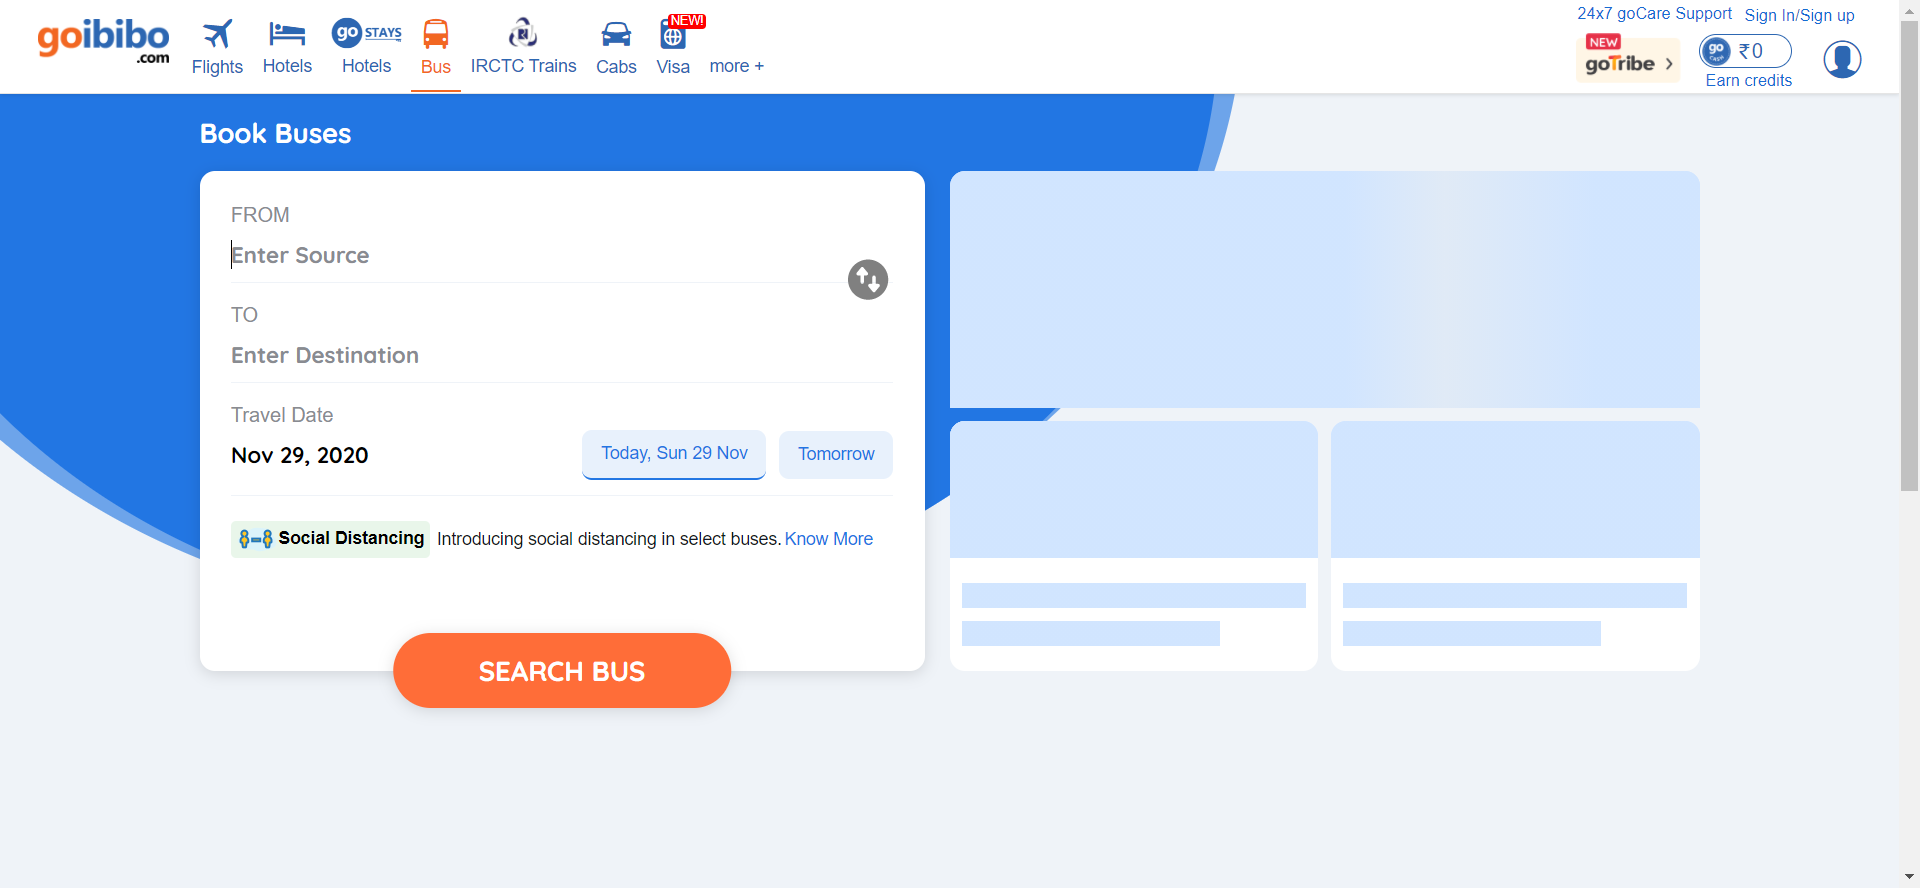 goibibo
.com
Flights
Hotels
go STAYS
Hotels
Bus
IRCTC Trains
Cabs
NEW!
Visa
more +
24x7 goCare Support
Sign In/Sign up
NEW
goTribe
go
CASH
₹0
Earn credits
Book Buses
FROM
Enter Source
TO
Enter Destination
Travel Date
Nov 29, 2020
Today, Sun 29 Nov
Tomorrow
Social Distancing Introducing social distancing in select buses. Know More
SEARCH BUS